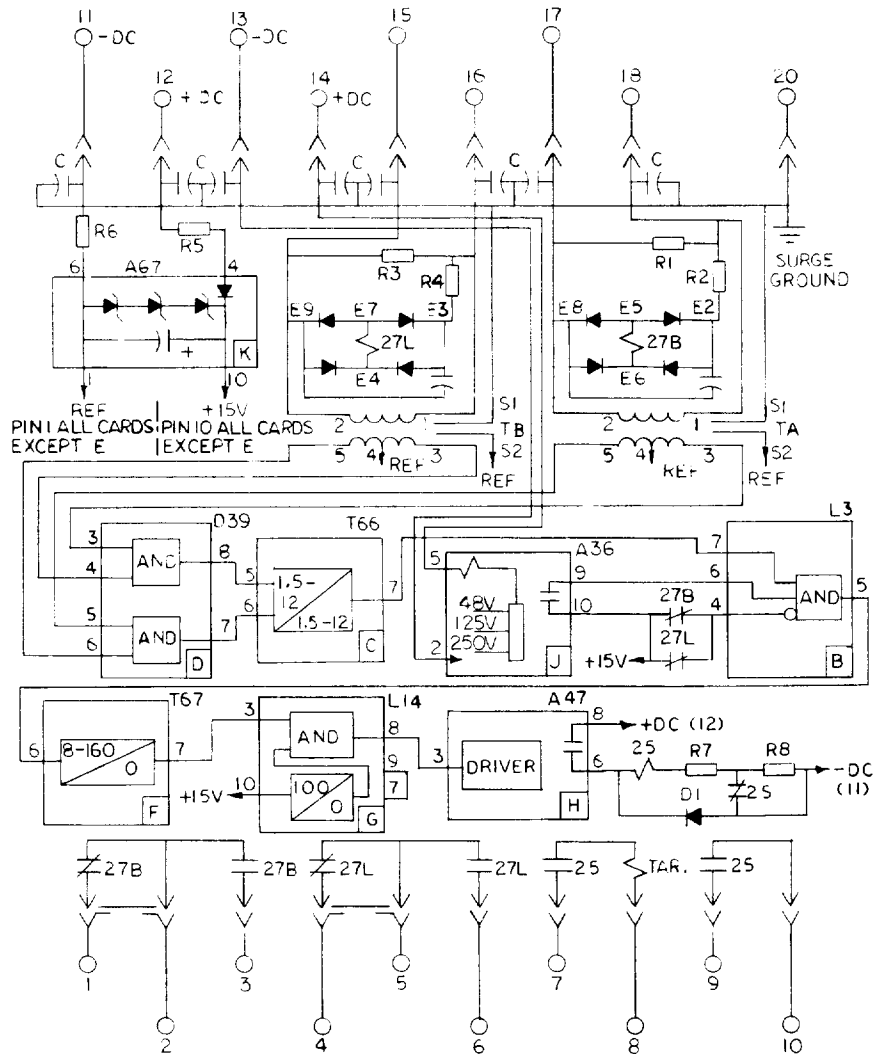 11
13
15
17
-DC
-DC
12
14
16
18
20
+DC
+DC
C
C
C
C
C
R6
R5
R3
R4
R1
R2
SURGE
GROUND
6
A67
4
E9
E7
E3
E8
E5
E2
27L
27B
+
K
E4
E6
1
10
REF
+15V
PIN 1 ALL CARDS
EXCEPT E
PIN 10 ALL CARDS
EXCEPT E
2
1
S1
TB
S2
5
4
3
REF
REF
2
1
S1
TA
S2
5
4
3
REF
REF
D39
T66
A36
L3
3
4
AND
8
5
6
AND
7
D
5
6
1.5-
12
1.5-12
7
C
5
2
48V
125V
250V
9
10
J
27B
27L
+15V
7
6
4
AND
5
B
T67
L14
A47
6
8-160
0
7
F
3
AND
8
9
7
10
+15V
100
0
G
3
DRIVER
8
6
H
+DC (12)
25
R7
R8
-DC
(11)
D1
25
27B
27B
27L
27L
25
TAR.
25
1
3
5
7
9
2
4
6
8
10